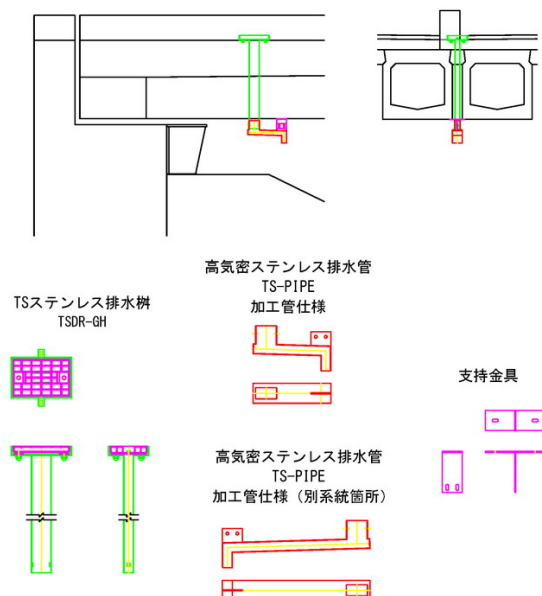 高気密ステンレス排水管
TS-PIPE
加工管仕様
TSステンレス排水桝
TSDR-GH
支持金具
高気密ステンレス排水管
TS-PIPE
加工管仕様（別系統箇所）